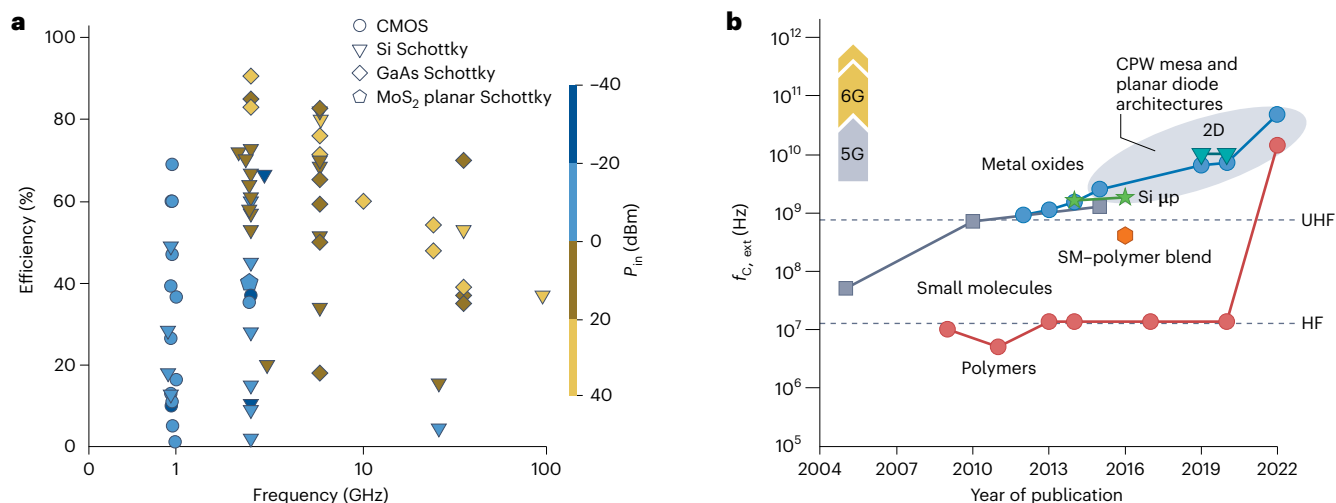 a
100
80
60
40
20
0
Efficiency (%)
0
1
10
100
Frequency (GHz)
CMOS
Si Schottky
GaAs Schottky
MoS2 planar Schottky
–40
–20
0
20
40
Pin (dBm)
b
10^12
10^11
10^10
10^9
10^8
10^7
10^6
10^5
fC, ext (Hz)
6G
5G
CPW mesa and
planar diode
architectures
2D
Metal oxides
Si μp
UHF
SM–polymer blend
Small molecules
HF
Polymers
2004
2007
2010
2013
2016
2019
2022
Year of publication